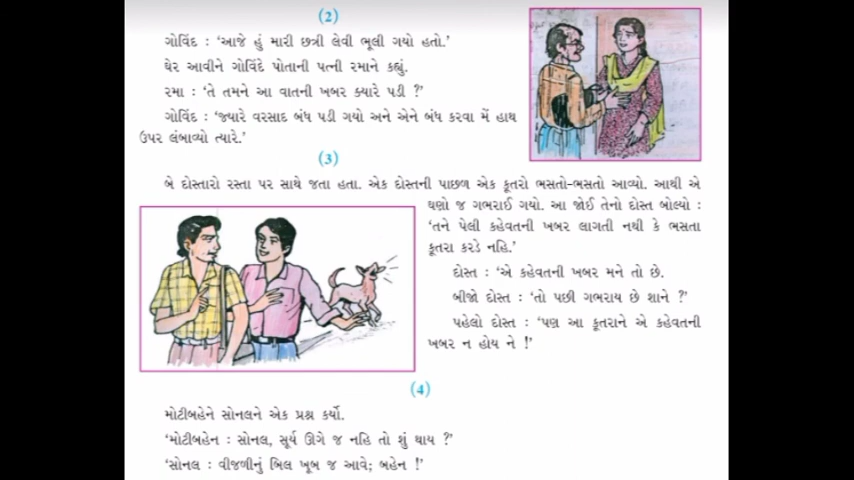 (2)
ગોવિંદ : ‘આજે હું મારી છત્રી લેવી ભૂલી ગયો હતો.’
ઘેર આવીને ગોવિંદે પોતાની પત્ની રમાને કહ્યું.
રમા : ‘તે તમને આ વાતની ખબર ક્યારે પડી ?’
ગોવિંદ : ‘જ્યારે વરસાદ બંધ પડી ગયો અને એને બંધ કરવા મેં હાથ
ઉપર લંબાવ્યો ત્યારે.’
(3)
બે દોસ્તારો રસ્તા પર સાથે જતા હતા. એક દોસ્તની પાછળ એક કૂતરો ભસતો-ભસતો આવ્યો. આથી એ
ઘણો જ ગભરાઈ ગયો. આ જોઈ તેનો દોસ્ત બોલ્યો :
‘તને પેલી કહેવતની ખબર લાગતી નથી કે ભસતા
કૂતરા કરડે નહિ.’
દોસ્ત : ‘એ કહેવતની ખબર મને તો છે.
બીજો દોસ્ત : ‘તો પછી ગભરાય છે શાને ?’
પહેલો દોસ્ત : ‘પણ આ કૂતરાને એ કહેવતની
ખબર ન હોય ને !’
(4)
મોટીબહેને સોનલને એક પ્રશ્ન કર્યો.
‘મોટીબહેન : સોનલ, સૂર્ય ઊગે જ નહિ તો શું થાય ?’
‘સોનલ : વીજળીનું બિલ ખૂબ જ આવે; બહેન !’